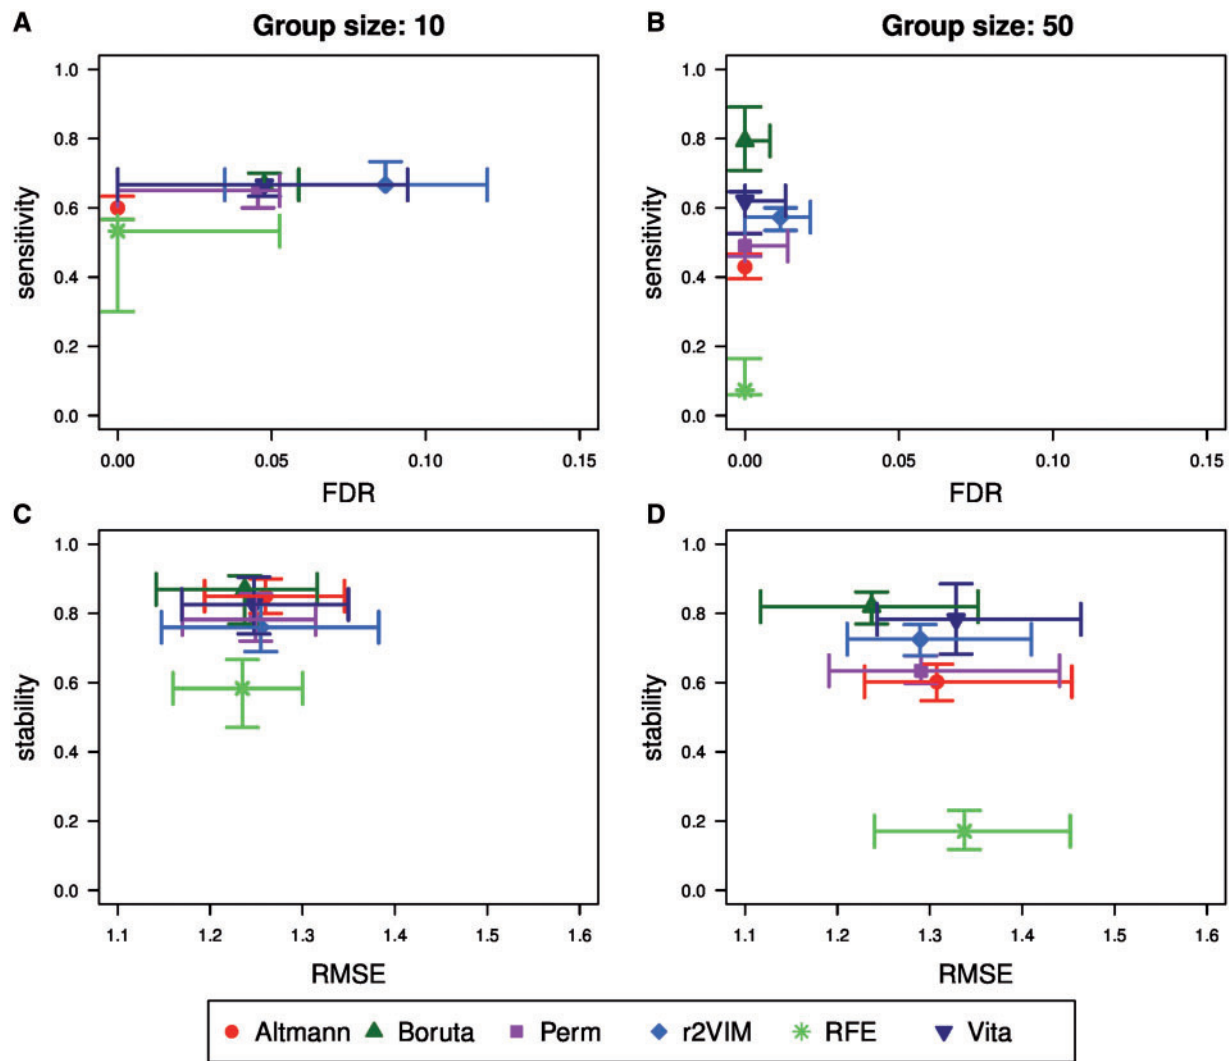 A
Group size: 10
1.0
0.8
0.6
0.4
0.2
0.0
sensitivity
0.00 0.05 0.10 0.15
FDR
B
Group size: 50
1.0
0.8
0.6
0.4
0.2
0.0
sensitivity
0.00 0.05 0.10 0.15
FDR
C
1.0
0.8
0.6
0.4
0.2
0.0
stability
1.1 1.2 1.3 1.4 1.5 1.6
RMSE
D
1.0
0.8
0.6
0.4
0.2
0.0
stability
1.1 1.2 1.3 1.4 1.5 1.6
RMSE
Altmann Boruta Perm r2VIM RFE Vita